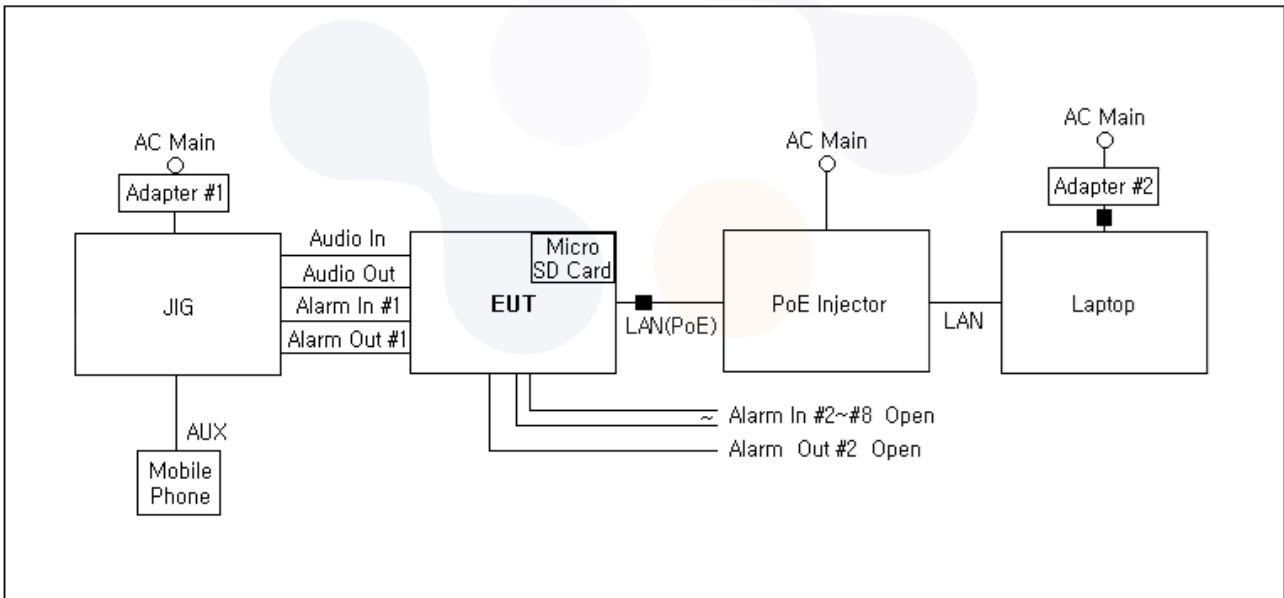 AC Main
Adapter #1
JIG
Audio In
Audio Out
Alarm In #1
Alarm Out #1
AUX
Mobile
Phone
EUT
Micro
SD Card
LAN(PoE)
AC Main
PoE Injector
LAN
AC Main
Adapter #2
Laptop
~ Alarm In #2~#8 Open
Alarm Out #2 Open